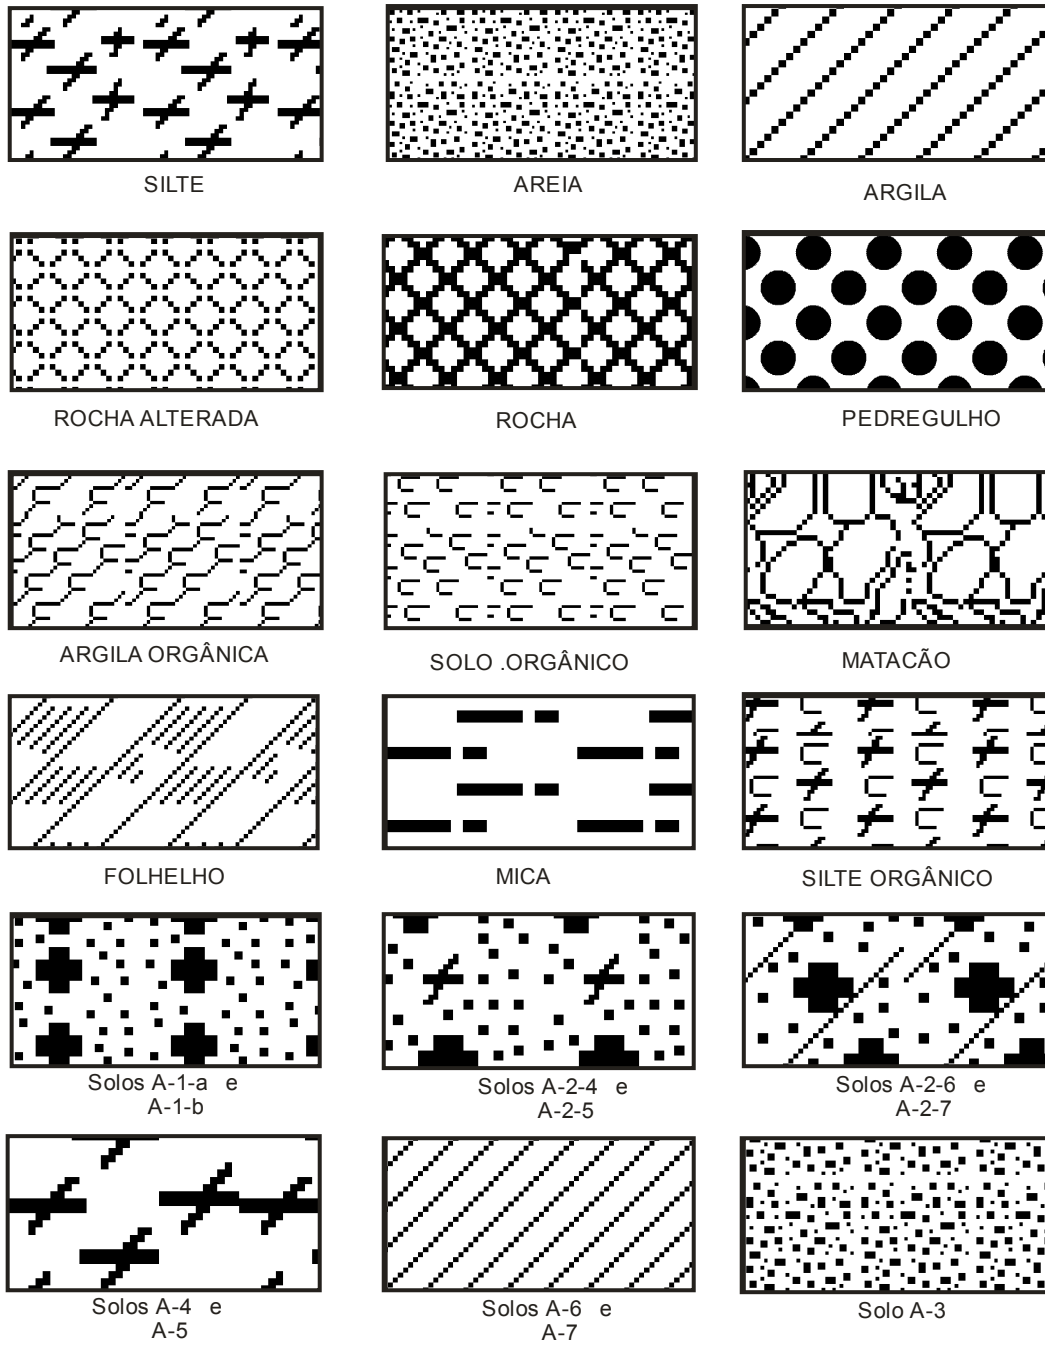 SILTE
AREIA
ARGILA
ROCHA ALTERADA
ROCHA
PEDREGULHO
ARGILA ORGÂNICA
SOLO .ORGÂNICO
MATACÃO
FOLHELHO
MICA
SILTE ORGÂNICO
Solos A-1-a e
A-1-b
Solos A-2-4 e
A-2-5
Solos A-2-6 e
A-2-7
Solos A-4 e
A-5
Solos A-6 e
A-7
Solo A-3